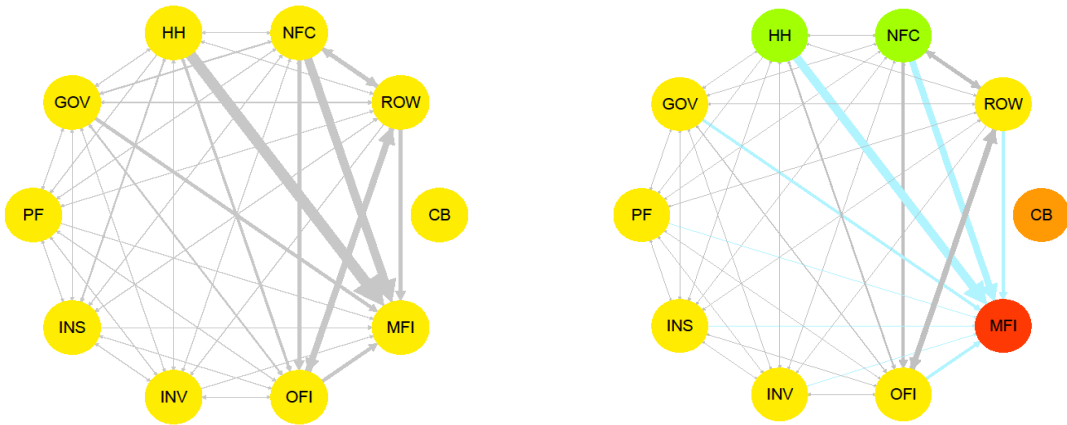 HH
NFC
GOV
ROW
PF
CB
INS
MFI
INV
OFI
HH
NFC
GOV
ROW
PF
CB
INS
MFI
INV
OFI